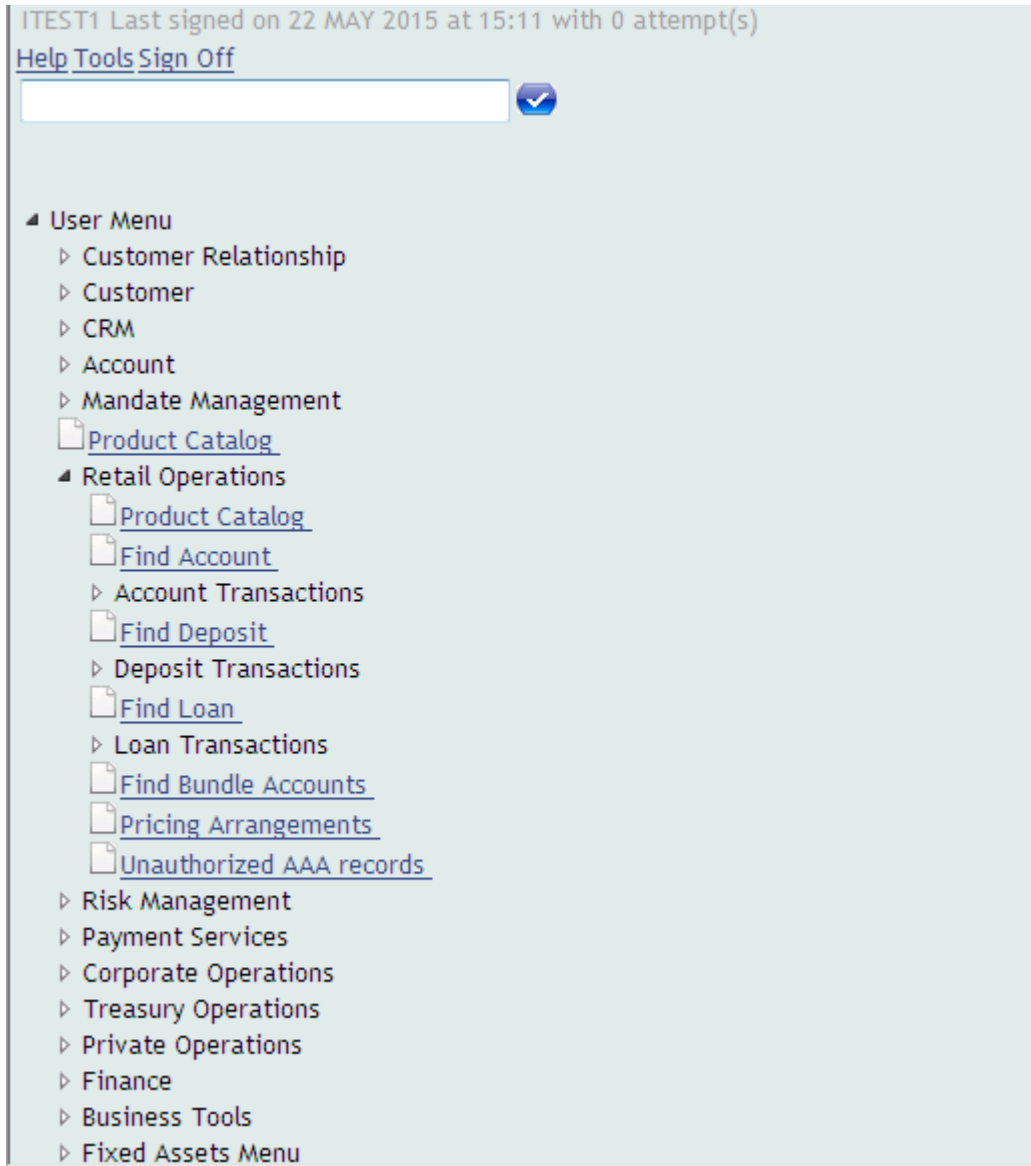 ITEST1 Last signed on 22 MAY 2015 at 15:11 with 0 attempt(s)
Help Tools Sign Off
User Menu
Customer Relationship
Customer
CRM
Account
Mandate Management
Product Catalog
Retail Operations
Product Catalog
Find Account
Account Transactions
Find Deposit
Deposit Transactions
Find Loan
Loan Transactions
Find Bundle Accounts
Pricing Arrangements
Unauthorized AAA records
Risk Management
Payment Services
Corporate Operations
Treasury Operations
Private Operations
Finance
Business Tools
Fixed Assets Menu